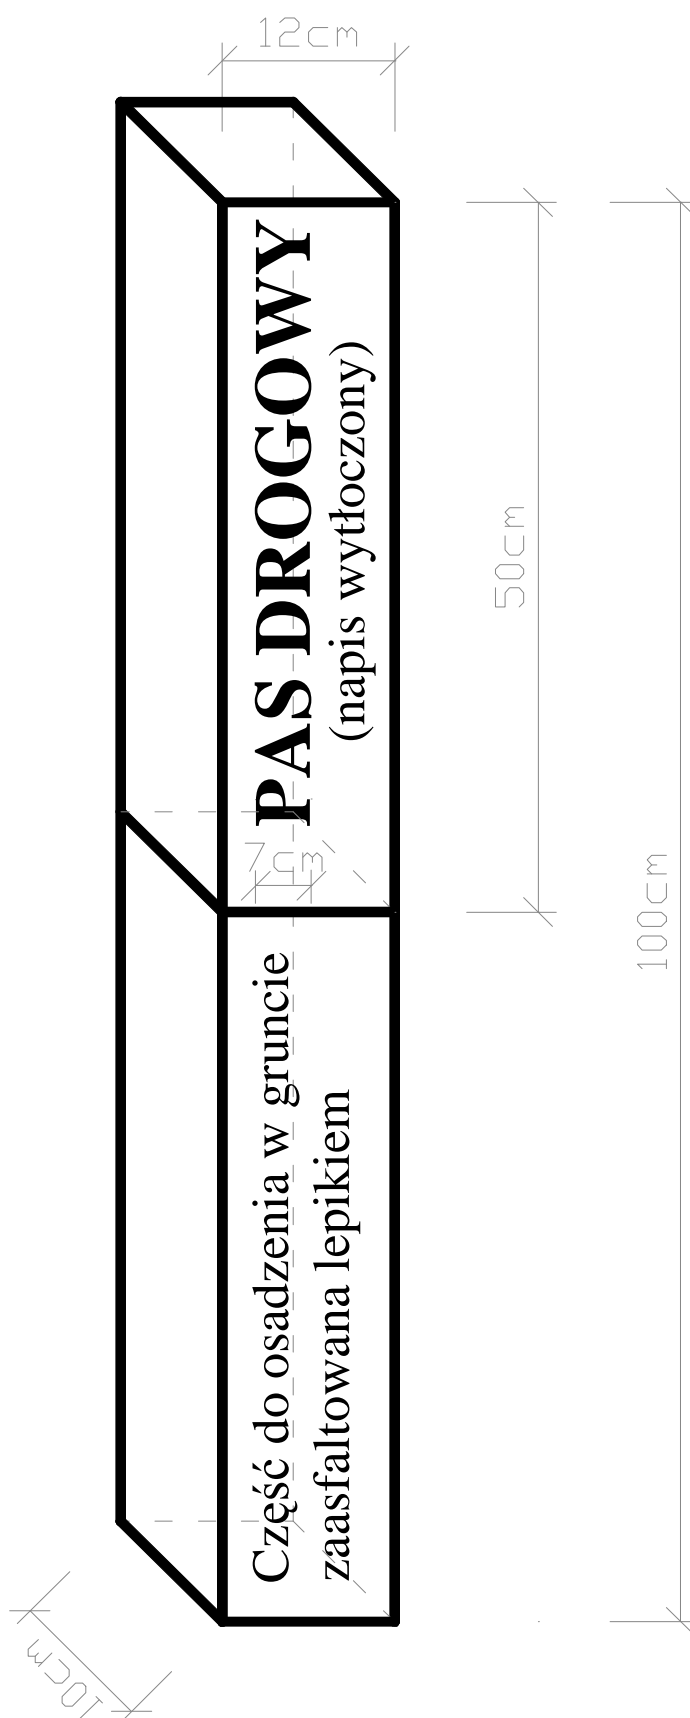 12cm
PAS DROGOWY
(napis wytłoczony)
50cm
7cm
100cm
Część do osadzenia w gruncie
zaasfaltowana lepikiem
10cm